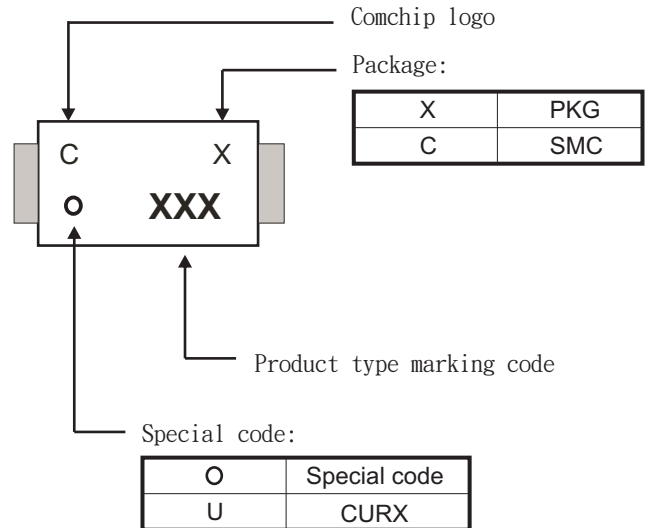 Comchip logo
Package:
X PKG
C SMC
C X
O XXX
Product type marking code
Special code:
O Special code
U CURX